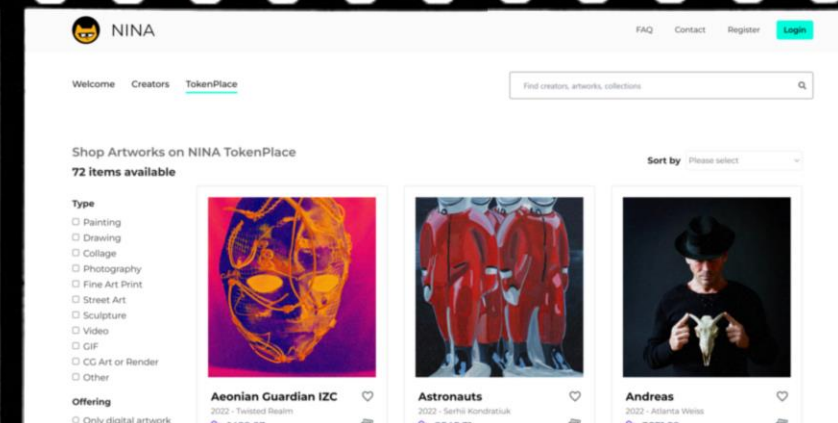 NINA
FAQ Contact Register Login
Welcome Creators TokenPlace
Find creators, artworks, collections
Shop Artworks on NINA TokenPlace
72 items available
Sort by Please select
Type
Painting
Drawing
Collage
Photography
Fine Art Print
Street Art
Sculpture
Video
GIF
CG Art or Render
Other
Offering
Only digital artwork
Aeonian Guardian IZC
2022 - Twisted Realm
Astronauts
2022 - Serhii Kondratiuk
Andreas
2022 - Atlanta Weiss